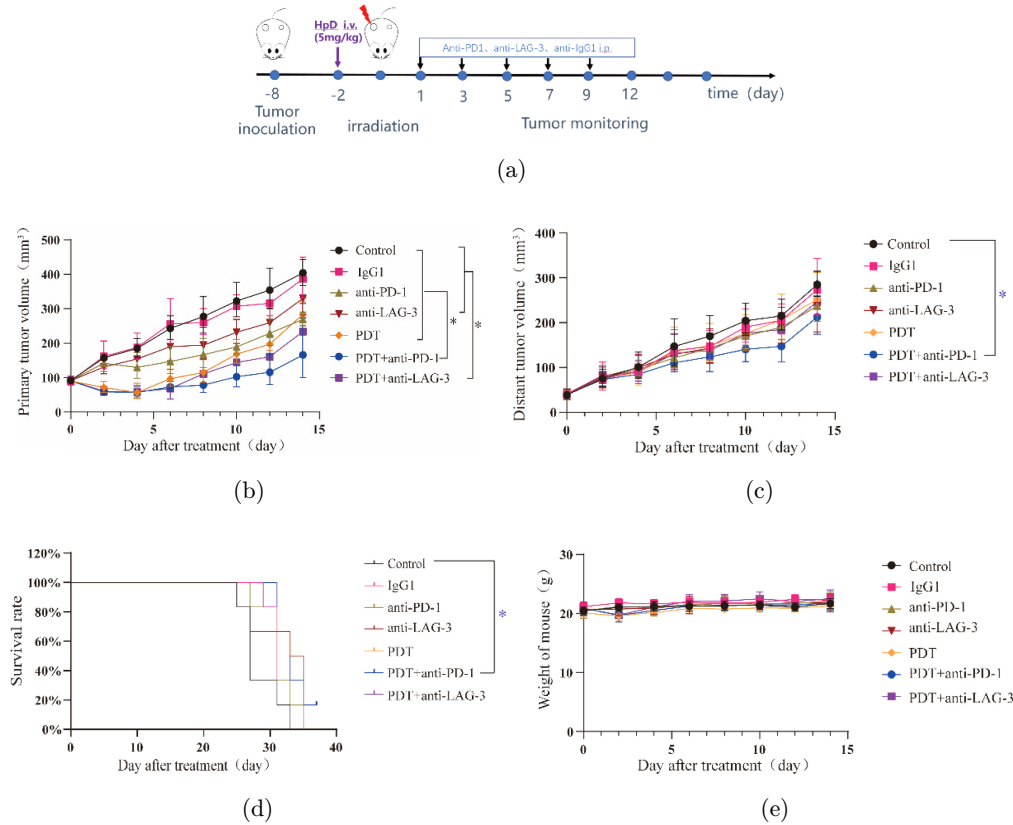 HpD i.v.
(5mg/kg)
Anti-PD1、anti-LAG-3、anti-IgG1 i.p.
-8 -2 1 3 5 7 9 12 time (day)
Tumor
inoculation
irradiation
Tumor monitoring
(a)
Primary tumor volume (mm³)
500
400
300
200
100
0
0 5 10 15
Day after treatment (day)
Control
IgG1
anti-PD-1
anti-LAG-3
PDT
PDT+anti-PD-1
PDT+anti-LAG-3
*
*
(b)
Distant tumor volume (mm³)
400
300
200
100
0
0 5 10 15
Day after treatment (day)
Control
IgG1
anti-PD-1
anti-LAG-3
PDT
PDT+anti-PD-1
PDT+anti-LAG-3
*
(c)
Survival rate
120%
100%
80%
60%
40%
20%
0%
0 10 20 30 40
Day after treatment (day)
Control
IgG1
anti-PD-1
anti-LAG-3
PDT
PDT+anti-PD-1
PDT+anti-LAG-3
*
(d)
Weight of mouse (g)
30
20
10
0
0 5 10 15
Day after treatment (day)
Control
IgG1
anti-PD-1
anti-LAG-3
PDT
PDT+anti-PD-1
PDT+anti-LAG-3
(e)